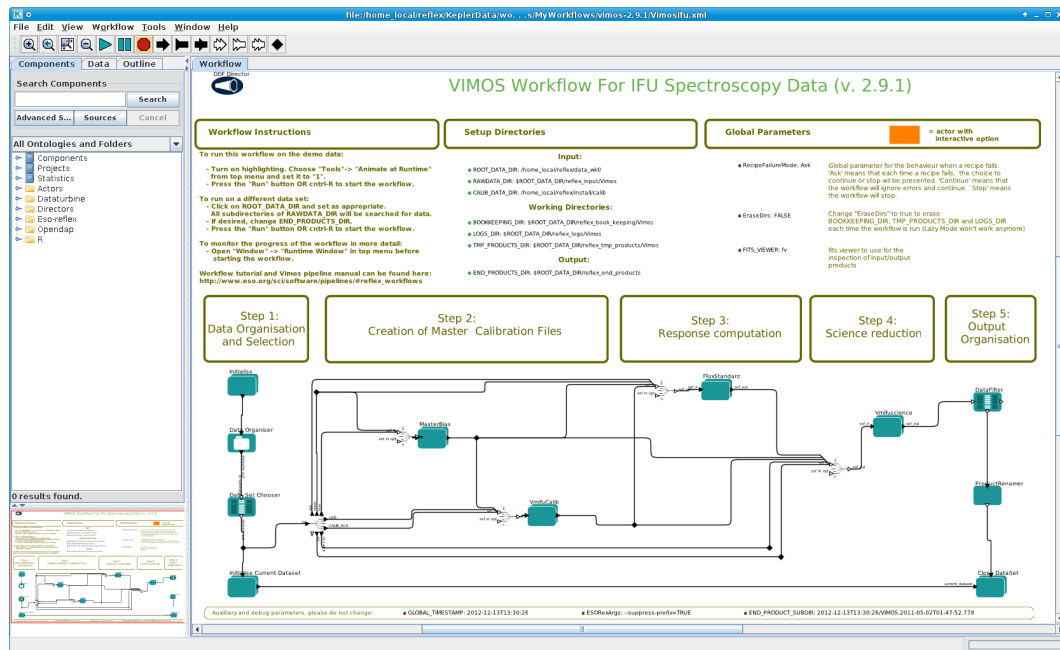 file:/home_local/reflex/KeplerData/wo. . .s/MyWorkflows/vimos-2.9.1/VimosIfu.xml
File Edit View Workflow Tools Window Help
Components Data Outline
Search Components
Search
Advanced S... Sources Cancel
All Ontologies and Folders
Components
Projects
Statistics
Actors
Dataturbine
Directors
Eso-reflex
Opendap
R
0 results found.
Workflow
DDF Director
VIMOS Workflow For IFU Spectroscopy Data (v. 2.9.1)
Workflow Instructions
To run this workflow on the demo data:
- Turn on highlighting. Choose "Tools"-> "Animate at Runtime"
from top menu and set it to "1".
- Press the "Run" button OR cntrl-R to start the workflow.
To run on a different data set:
- Click on ROOT_DATA_DIR and set as appropriate.
All subdirectories of RAWDATA_DIR will be searched for data.
- If desired, change END_PRODUCTS_DIR.
- Press the "Run" button OR cntrl-R to start the workflow.
To monitor the progress of the workflow in more detail:
- Open "Window" -> "Runtime Window" in top menu before
starting the workflow.
Workflow tutorial and Vimos pipeline manual can be found here:
http://www.eso.org/sci/software/pipelines/#reflex_workflows
Setup Directories
Input:
ROOT_DATA_DIR: /home_local/reflex/data_wkf/
RAWDATA_DIR: $ROOT_DATA_DIR/reflex_input/Vimos
CALIB_DATA_DIR: /home_local/reflex/install/calib
Working Directories:
BOOKKEEPING_DIR: $ROOT_DATA_DIR/reflex_book_keeping/Vimos
LOGS_DIR: $ROOT_DATA_DIR/reflex_logs/Vimos
TMP_PRODUCTS_DIR: $ROOT_DATA_DIR/reflex_tmp_products/Vimos
Output:
END_PRODUCTS_DIR: $ROOT_DATA_DIR/reflex_end_products
Global Parameters
= actor with
interactive option
RecipeFailureMode: Ask
Global parameter for the behaviour when a recipe fails.
'Ask' means that each time a recipe fails, the choice to
continue or stop wil be presented. 'Continue' means that
the workflow will ignore errors and continue. `Stop' means
the workflow will stop.
EraseDirs: FALSE
Change "EraseDirs" to true to erase
BOOKKEEPING_DIR, TMP_PRODUCTS_DIR and LOGS_DIR
each time the workflow is run (Lazy Mode won't work anymore)
FITS_VIEWER: fv
fits viewer to use for the
inspection of input/output
products
Step 1:
Data Organisation
and Selection
Step 2:
Creation of Master Calibration Files
Step 3:
Response computation
Step 4:
Science reduction
Step 5:
Output
Organisation
Initialise
Data Organiser
Data Set Chooser
Initialise Current Dataset
CALIB_AUX
MasterBias
VmifuCalib
FluxStandard
Vmifuscience
DataFilter
ProductRenamer
current_dataset
Close DataSet
Auxiliary and debug parameters, please do not change:
GLOBAL_TIMESTAMP: 2012-12-13T13:30:26
ESORexArgs: --suppress-prefix=TRUE
END_PRODUCT_SUBDIR: 2012-12-13T13:30:26/VIMOS.2011-05-02T01:47:52.778